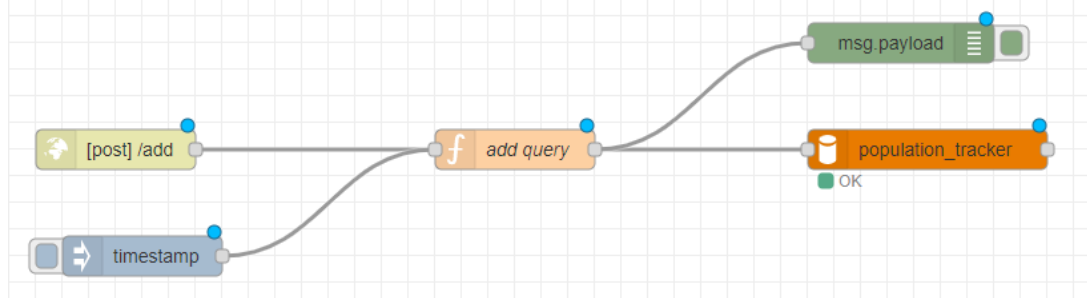 msg.payload
[post] /add
add query
population_tracker
OK
timestamp